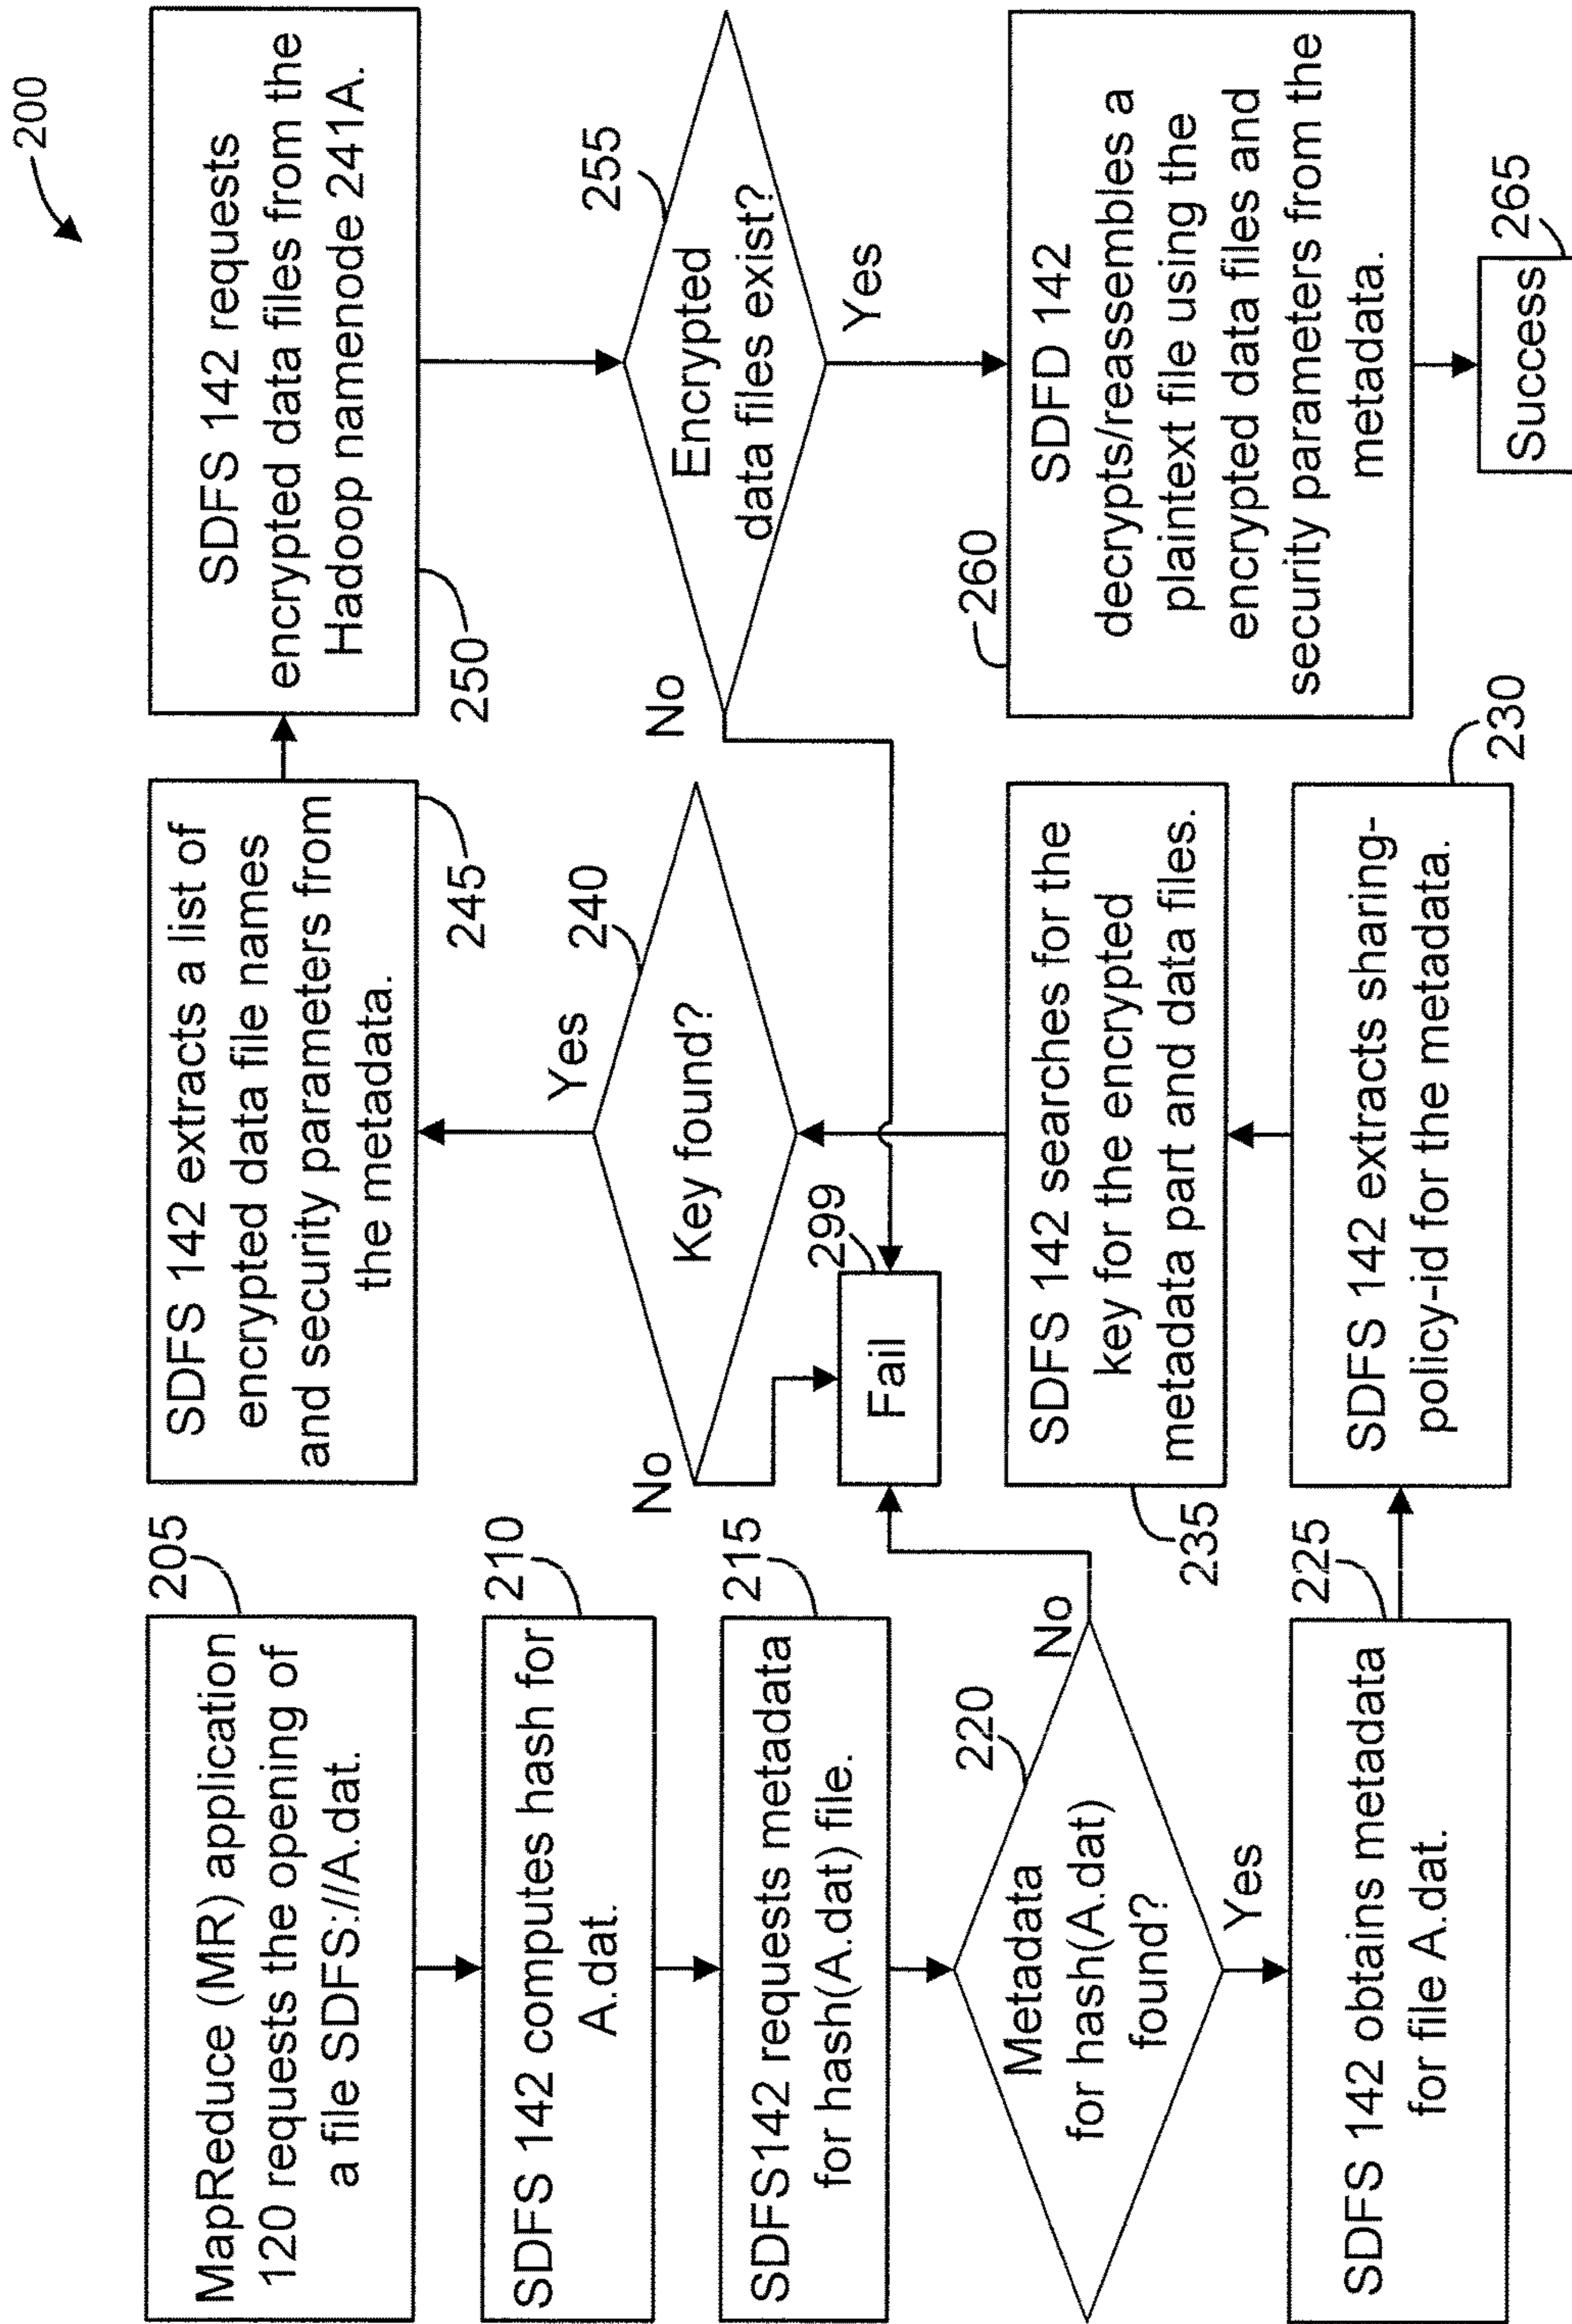 200
205
MapReduce (MR) application
120 requests the opening of
a file SDFS://A.dat.
210
SDFS 142 computes hash for
A.dat.
215
SDFS142 requests metadata
for hash(A.dat) file.
220
Metadata
for hash(A.dat)
found?
No
Yes
225
SDFS 142 obtains metadata
for file A.dat.
230
SDFS 142 extracts sharing-
policy-id for the metadata.
235
SDFS 142 searches for the
key for the encrypted
metadata part and data files.
240
Key found?
No
Yes
299
Fail
245
SDFS 142 extracts a list of
encrypted data file names
and security parameters from
the metadata.
250
SDFS 142 requests
encrypted data files from the
Hadoop namenode 241A.
255
Encrypted
data files exist?
No
Yes
260
SDFD 142
decrypts/reassembles a
plaintext file using the
encrypted data files and
security parameters from the
metadata.
265
Success